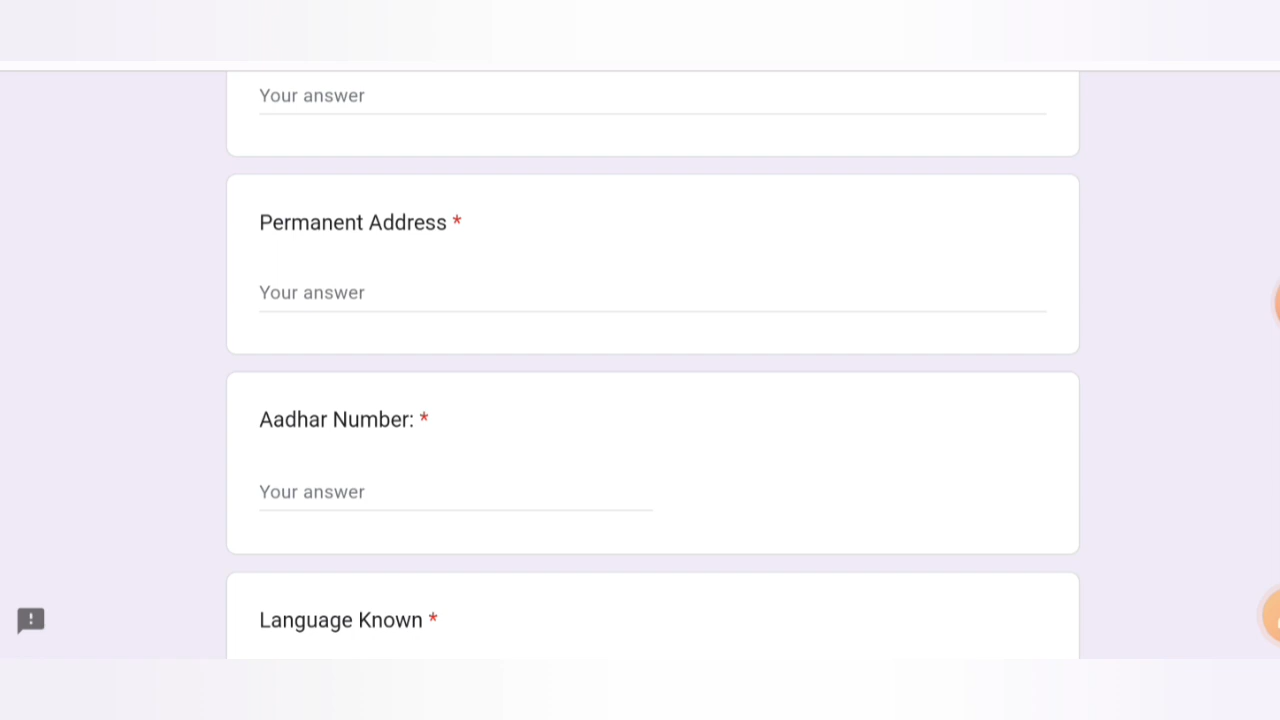 Your answer
Permanent Address *
Your answer
Aadhar Number: *
Your answer
Language Known *